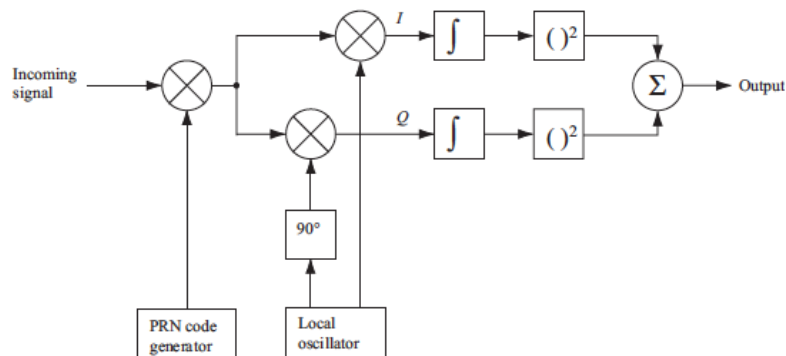 I
∫
( )²
Incoming
signal
Σ
Output
Q
∫
( )²
90°
PRN code
generator
Local
oscillator